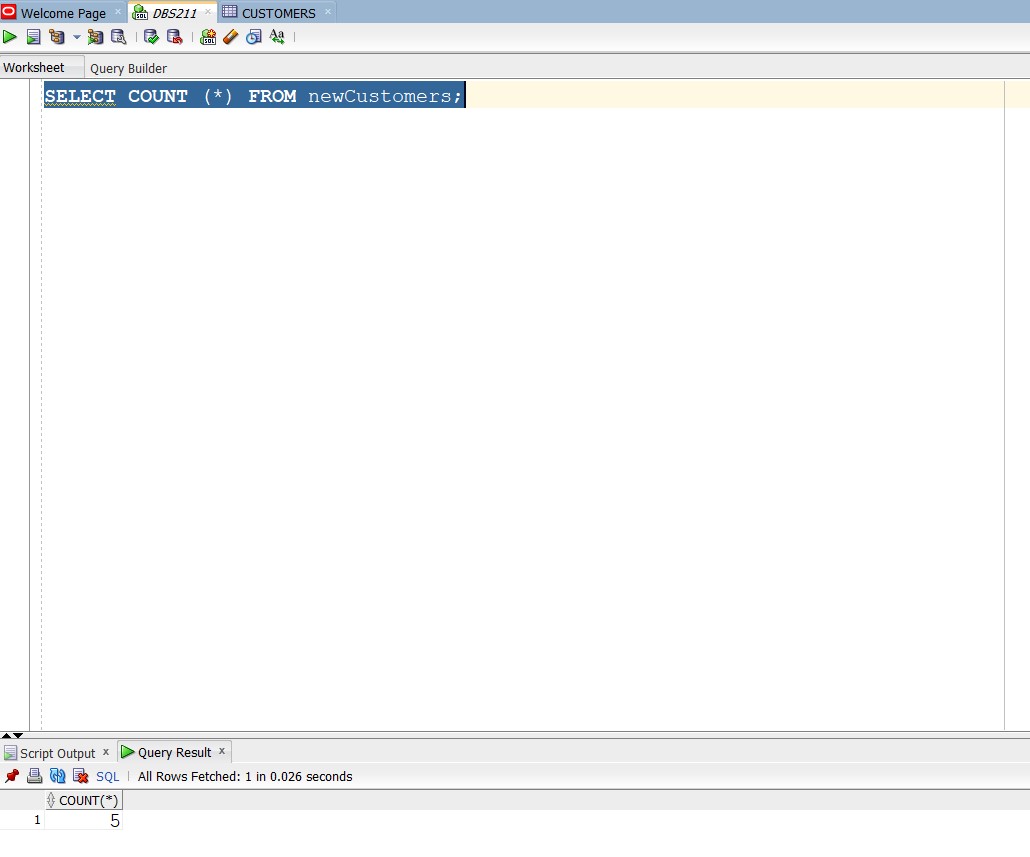 Welcome Page DBS211 CUSTOMERS
Worksheet Query Builder
SELECT COUNT (*) FROM newCustomers;
Script Output Query Result
SQL All Rows Fetched: 1 in 0.026 seconds
COUNT(*)
1 5